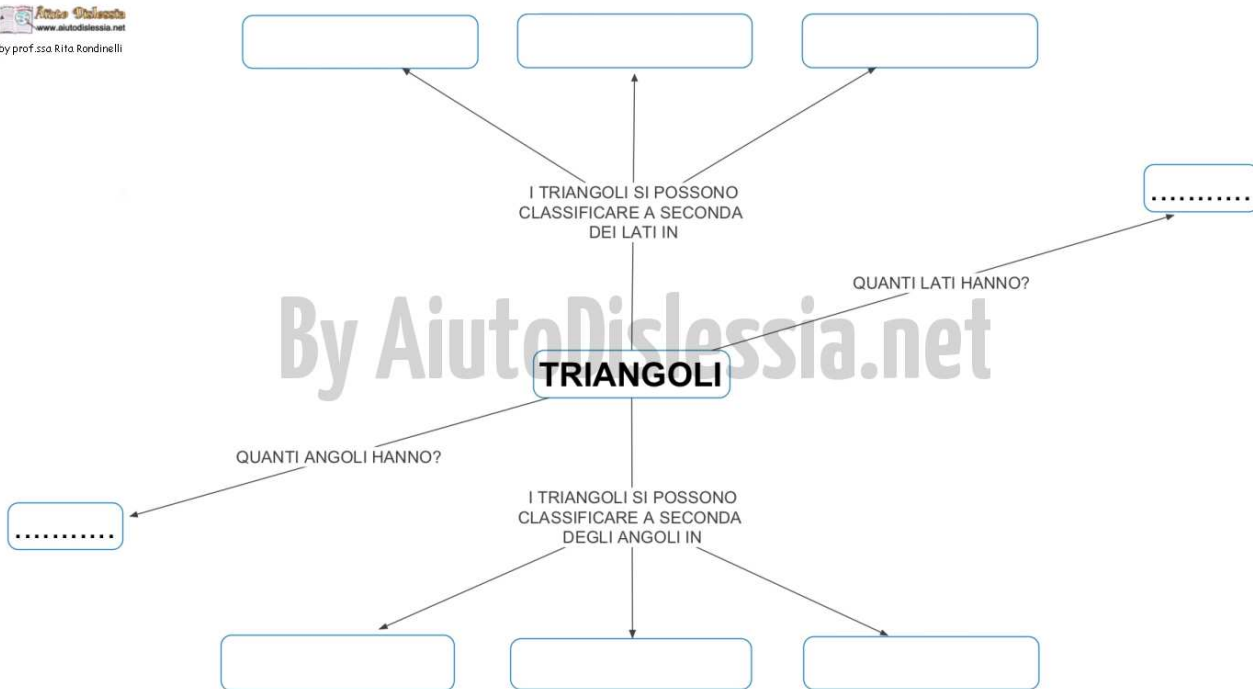 Aiuto Dislessia
www.aiutodislessia.net
by prof.ssa Rita Rondinelli
I TRIANGOLI SI POSSONO
CLASSIFICARE A SECONDA
DEI LATI IN
...........
QUANTI LATI HANNO?
By AiutoDislessia.net
TRIANGOLI
QUANTI ANGOLI HANNO?
...........
I TRIANGOLI SI POSSONO
CLASSIFICARE A SECONDA
DEGLI ANGOLI IN